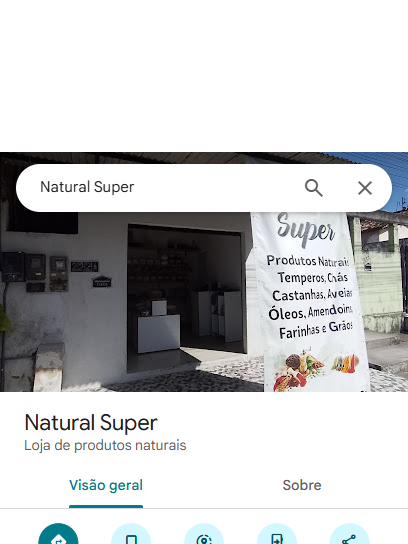 Natural Super
Super
Produtos Naturais
Temperos, Chás
Castanhas, Aveias
Óleos, Amendoins,
Farinhas e Grãos
Natural Super
Loja de produtos naturais
Visão geral
Sobre